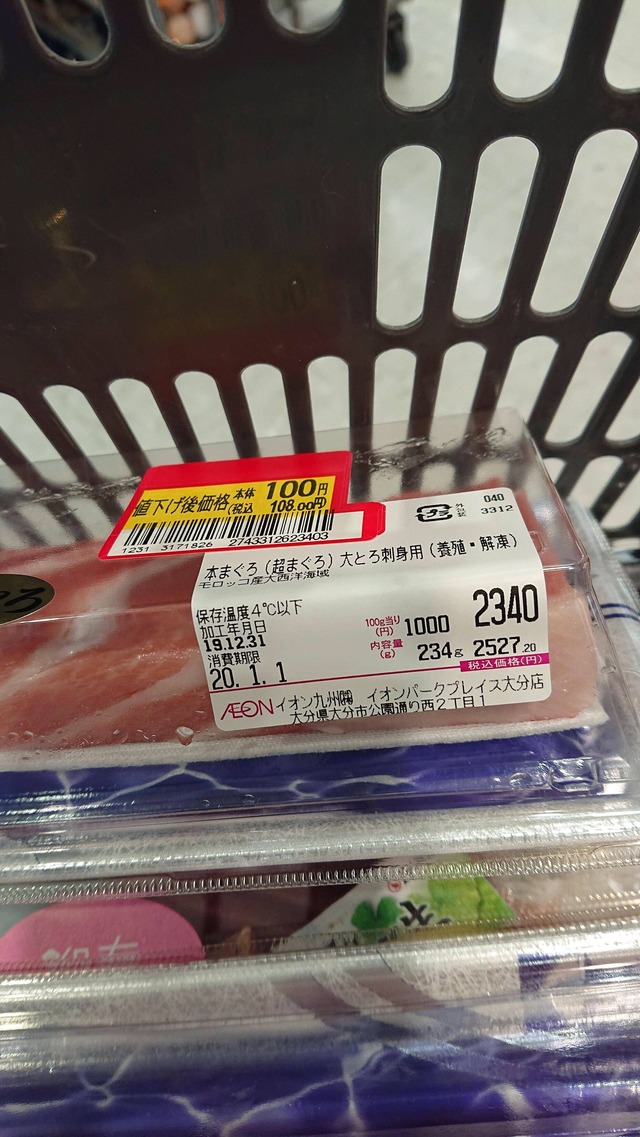 値下げ後価格 本体 100円
(税込 108.00円)
1231 3171826 2743312623403
040
外包装 3312
本まぐろ（超まぐろ）大とろ刺身用（養殖・解凍）
モロッコ産大西洋海域
保存温度4℃以下
加工年月日
19.12.31
消費期限
20. 1. 1
100g当り(円) 1000
2340
内容量(g) 234g 2527.20
税込価格(円)
AEON イオン九州㈱ イオンパークプレイス大分店
大分県大分市公園通り西2丁目1